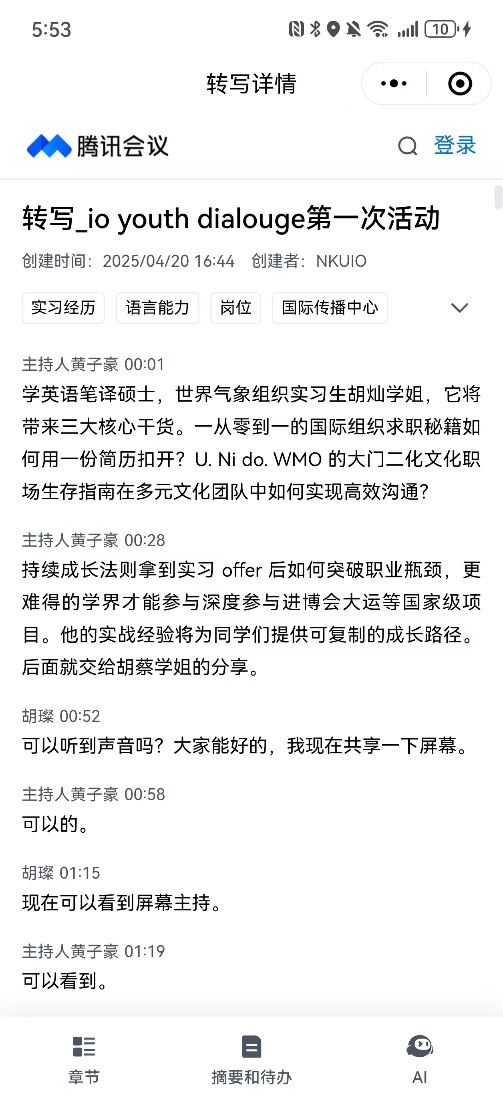 5:53
10
转写详情
腾讯会议
登录
转写_io youth dialouge第一次活动
创建时间：2025/04/20 16:44 创建者：NKUIO
实习经历 语言能力 岗位 国际传播中心
主持人黄子豪 00:01
学英语笔译硕士，世界气象组织实习生胡灿学姐，它将
带来三大核心干货。一从零到一的国际组织求职秘籍如
何用一份简历扣开？U. Ni do. WMO 的大门二化文化职
场生存指南在多元文化团队中如何实现高效沟通？
主持人黄子豪 00:28
持续成长法则拿到实习 offer 后如何突破职业瓶颈，更
难得的学界才能参与深度参与进博会大运等国家级项
目。他的实战经验将为同学们提供可复制的成长路径。
后面就交给胡蔡学姐的分享。
胡璨 00:52
可以听到声音吗？大家能好的，我现在共享一下屏幕。
主持人黄子豪 00:58
可以的。
胡璨 01:15
现在可以看到屏幕主持。
主持人黄子豪 01:19
可以看到。
章节 摘要和待办 AI